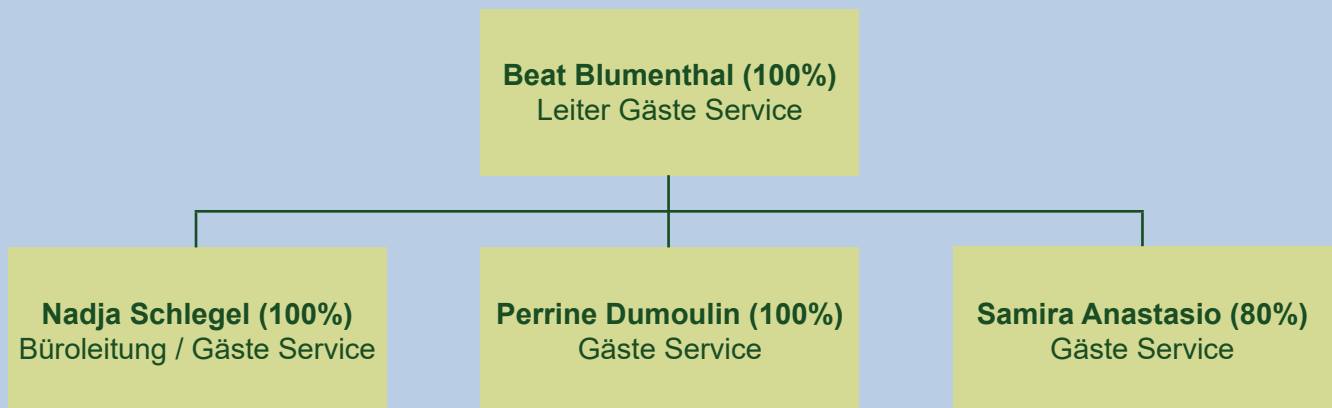 Beat Blumenthal (100%)
Leiter Gäste Service
Nadja Schlegel (100%)
Büroleitung / Gäste Service
Perrine Dumoulin (100%)
Gäste Service
Samira Anastasio (80%)
Gäste Service